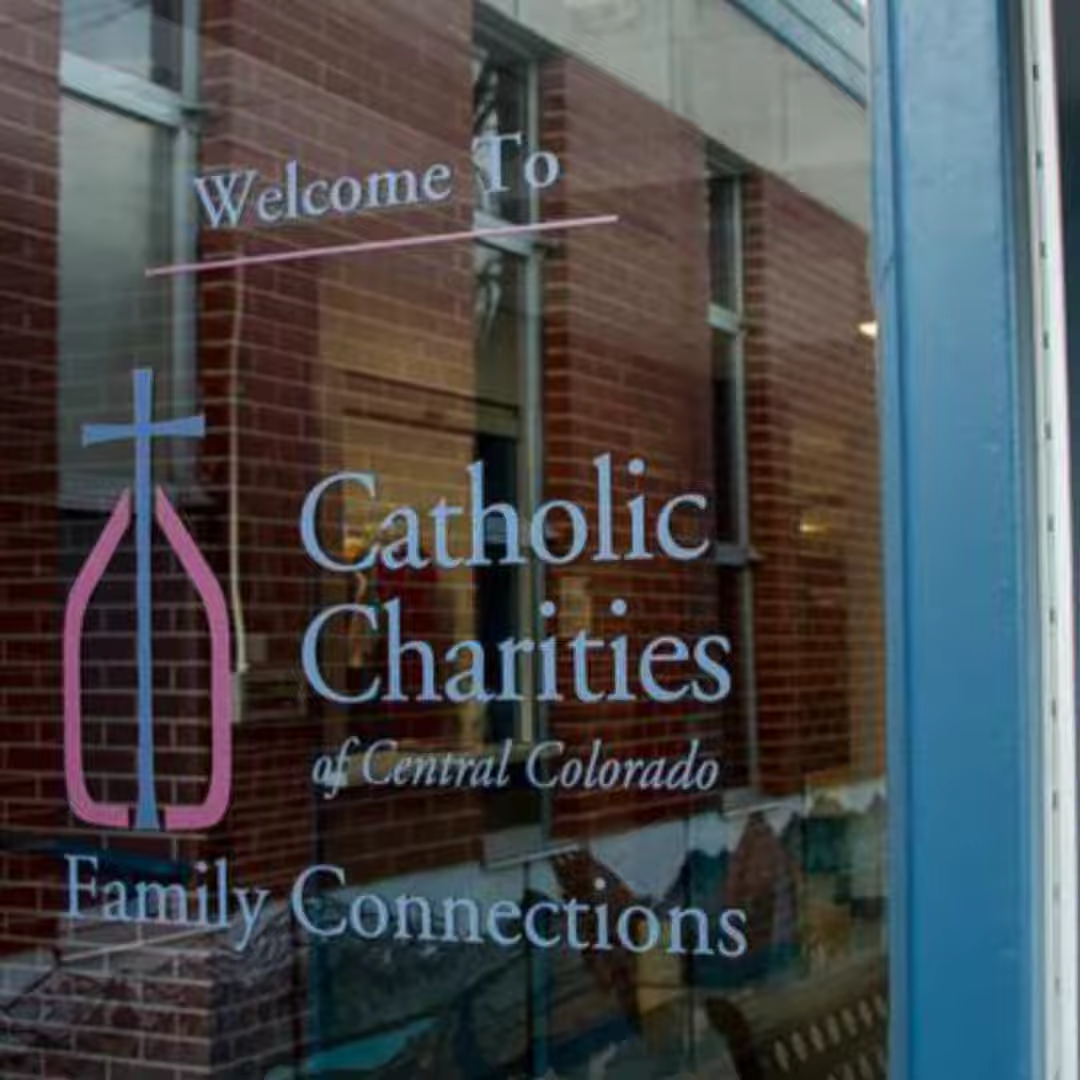 Welcome To
Catholic
Charities
of Central Colorado
Family Connections